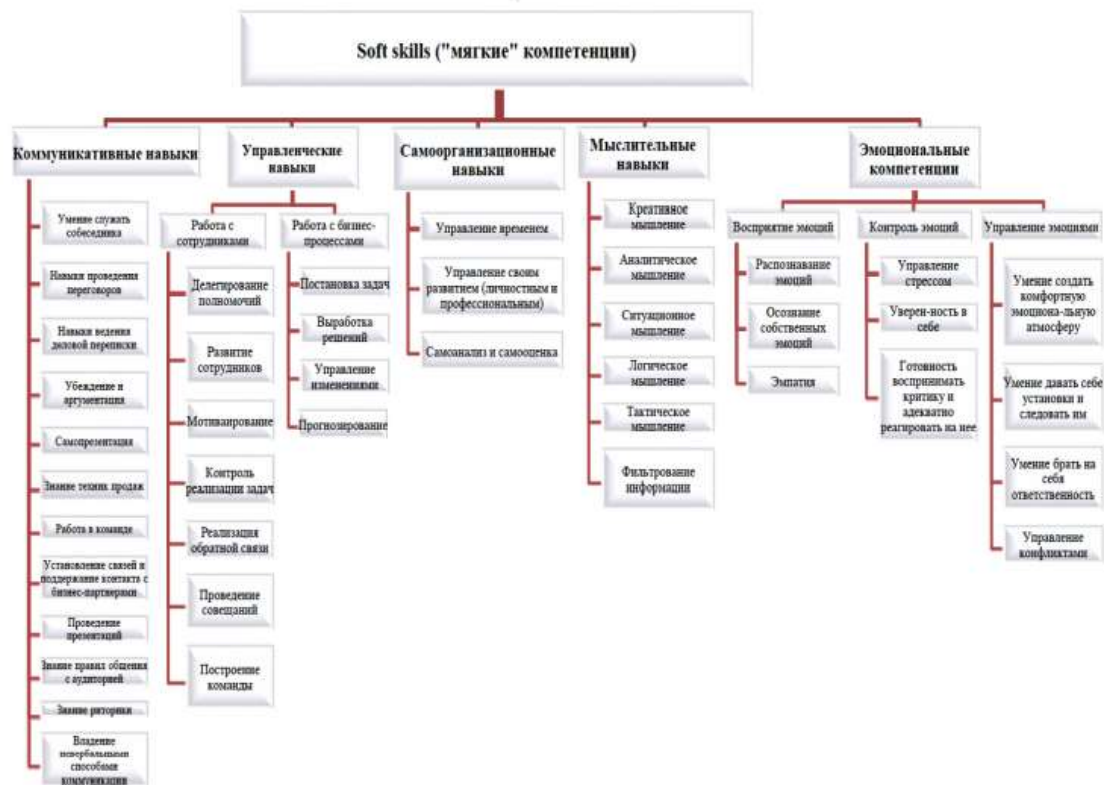 Soft skills ("мягкие" компетенции)
Коммуникативные навыки
Умение служать
собеседника
Навыки проведения
переговоров
Навыки ведения
деловой переписки
Убеждение и
аргументация
Самопрезентация
Знание техник продаж
Работа в команде
Установление связей и
поддержание контакта с
бизнес-партнерами
Проведение
презентаций
Знание правил общения
с аудиторией
Знание риторики
Владение
невербальными
способами
коммуникации
Управленческие
навыки
Работа с
сотрудниками
Делегирование
полномочий
Развитие
сотрудников
Мотиваирование
Контроль
реализации задач
Реализация
обратной связи
Проведение
совещаний
Построение
команды
Работа с бизнес-
процессами
Постановка задач
Выработка
решений
Управление
изменениями
Прогнозирование
Самоорганизационные
навыки
Управление временем
Управление своим
развитием (личностным и
профессиональным)
Самоанализ и самооценка
Мыслительные
навыки
Креативное
мышление
Аналитическое
мышление
Ситуационное
мышление
Логическое
мышление
Тактическое
мышление
Фильтрование
информации
Эмоциональные
компетенции
Восприятие эмоций
Распознавание
эмоций
Осознание
собственных
эмоций
Эмпатия
Контроль эмоций
Управление
стрессом
Уверен-ность в
себе
Готовность
воспринимать
критику и
адекватно
реагировать на нее
Управление эмоциями
Умение создать
комфортную
эмоциона-льную
атмосферу
Умение давать себе
установки и
следовать им
Умение брать на
себя
ответственность
Управление
конфликтами